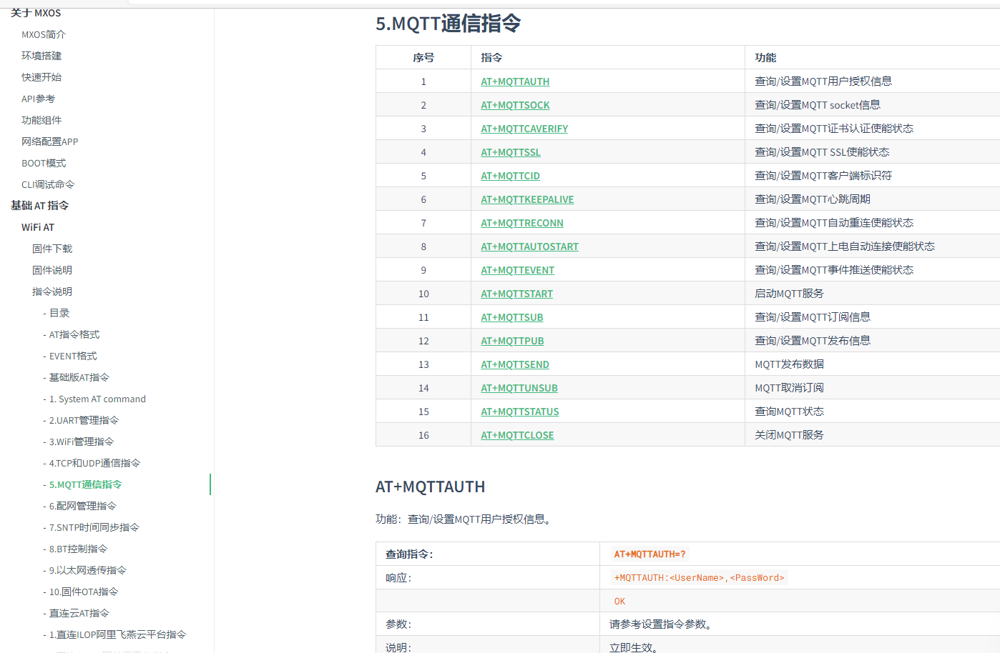 关于 MXOS
MXOS简介
环境搭建
快速开始
API参考
功能组件
网络配置APP
BOOT模式
CLI调试命令
基础 AT 指令
WiFi AT
固件下载
固件说明
指令说明
- 目录
- AT指令格式
- EVENT格式
- 基础版AT指令
- 1. System AT command
- 2.UART管理指令
- 3.WiFi管理指令
- 4.TCP和UDP通信指令
- 5.MQTT通信指令
- 6.配网管理指令
- 7.SNTP时间同步指令
- 8.BT控制指令
- 9.以太网透传指令
- 10.固件OTA指令
- 直连云AT指令
- 1.直连ILOP阿里飞燕云平台指令
5.MQTT通信指令
序号 指令 功能
1 AT+MQTTAUTH 查询/设置MQTT用户授权信息
2 AT+MQTTSOCK 查询/设置MQTT socket信息
3 AT+MQTTCAVERIFY 查询/设置MQTT证书认证使能状态
4 AT+MQTTSSL 查询/设置MQTT SSL使能状态
5 AT+MQTTCID 查询/设置MQTT客户端标识符
6 AT+MQTTKEEPALIVE 查询/设置MQTT心跳周期
7 AT+MQTTRECONN 查询/设置MQTT自动重连使能状态
8 AT+MQTTAUTOSTART 查询/设置MQTT上电自动连接使能状态
9 AT+MQTTEVENT 查询/设置MQTT事件推送使能状态
10 AT+MQTTSTART 启动MQTT服务
11 AT+MQTTSUB 查询/设置MQTT订阅信息
12 AT+MQTTPUB 查询/设置MQTT发布信息
13 AT+MQTTSEND MQTT发布数据
14 AT+MQTTUNSUB MQTT取消订阅
15 AT+MQTTSTATUS 查询MQTT状态
16 AT+MQTTCLOSE 关闭MQTT服务
AT+MQTTAUTH
功能：查询/设置MQTT用户授权信息。
查询指令： AT+MQTTAUTH=?
响应： +MQTTAUTH:<UserName>,<PassWord>
OK
参数： 请参考设置指令参数。
说明： 立即生效。